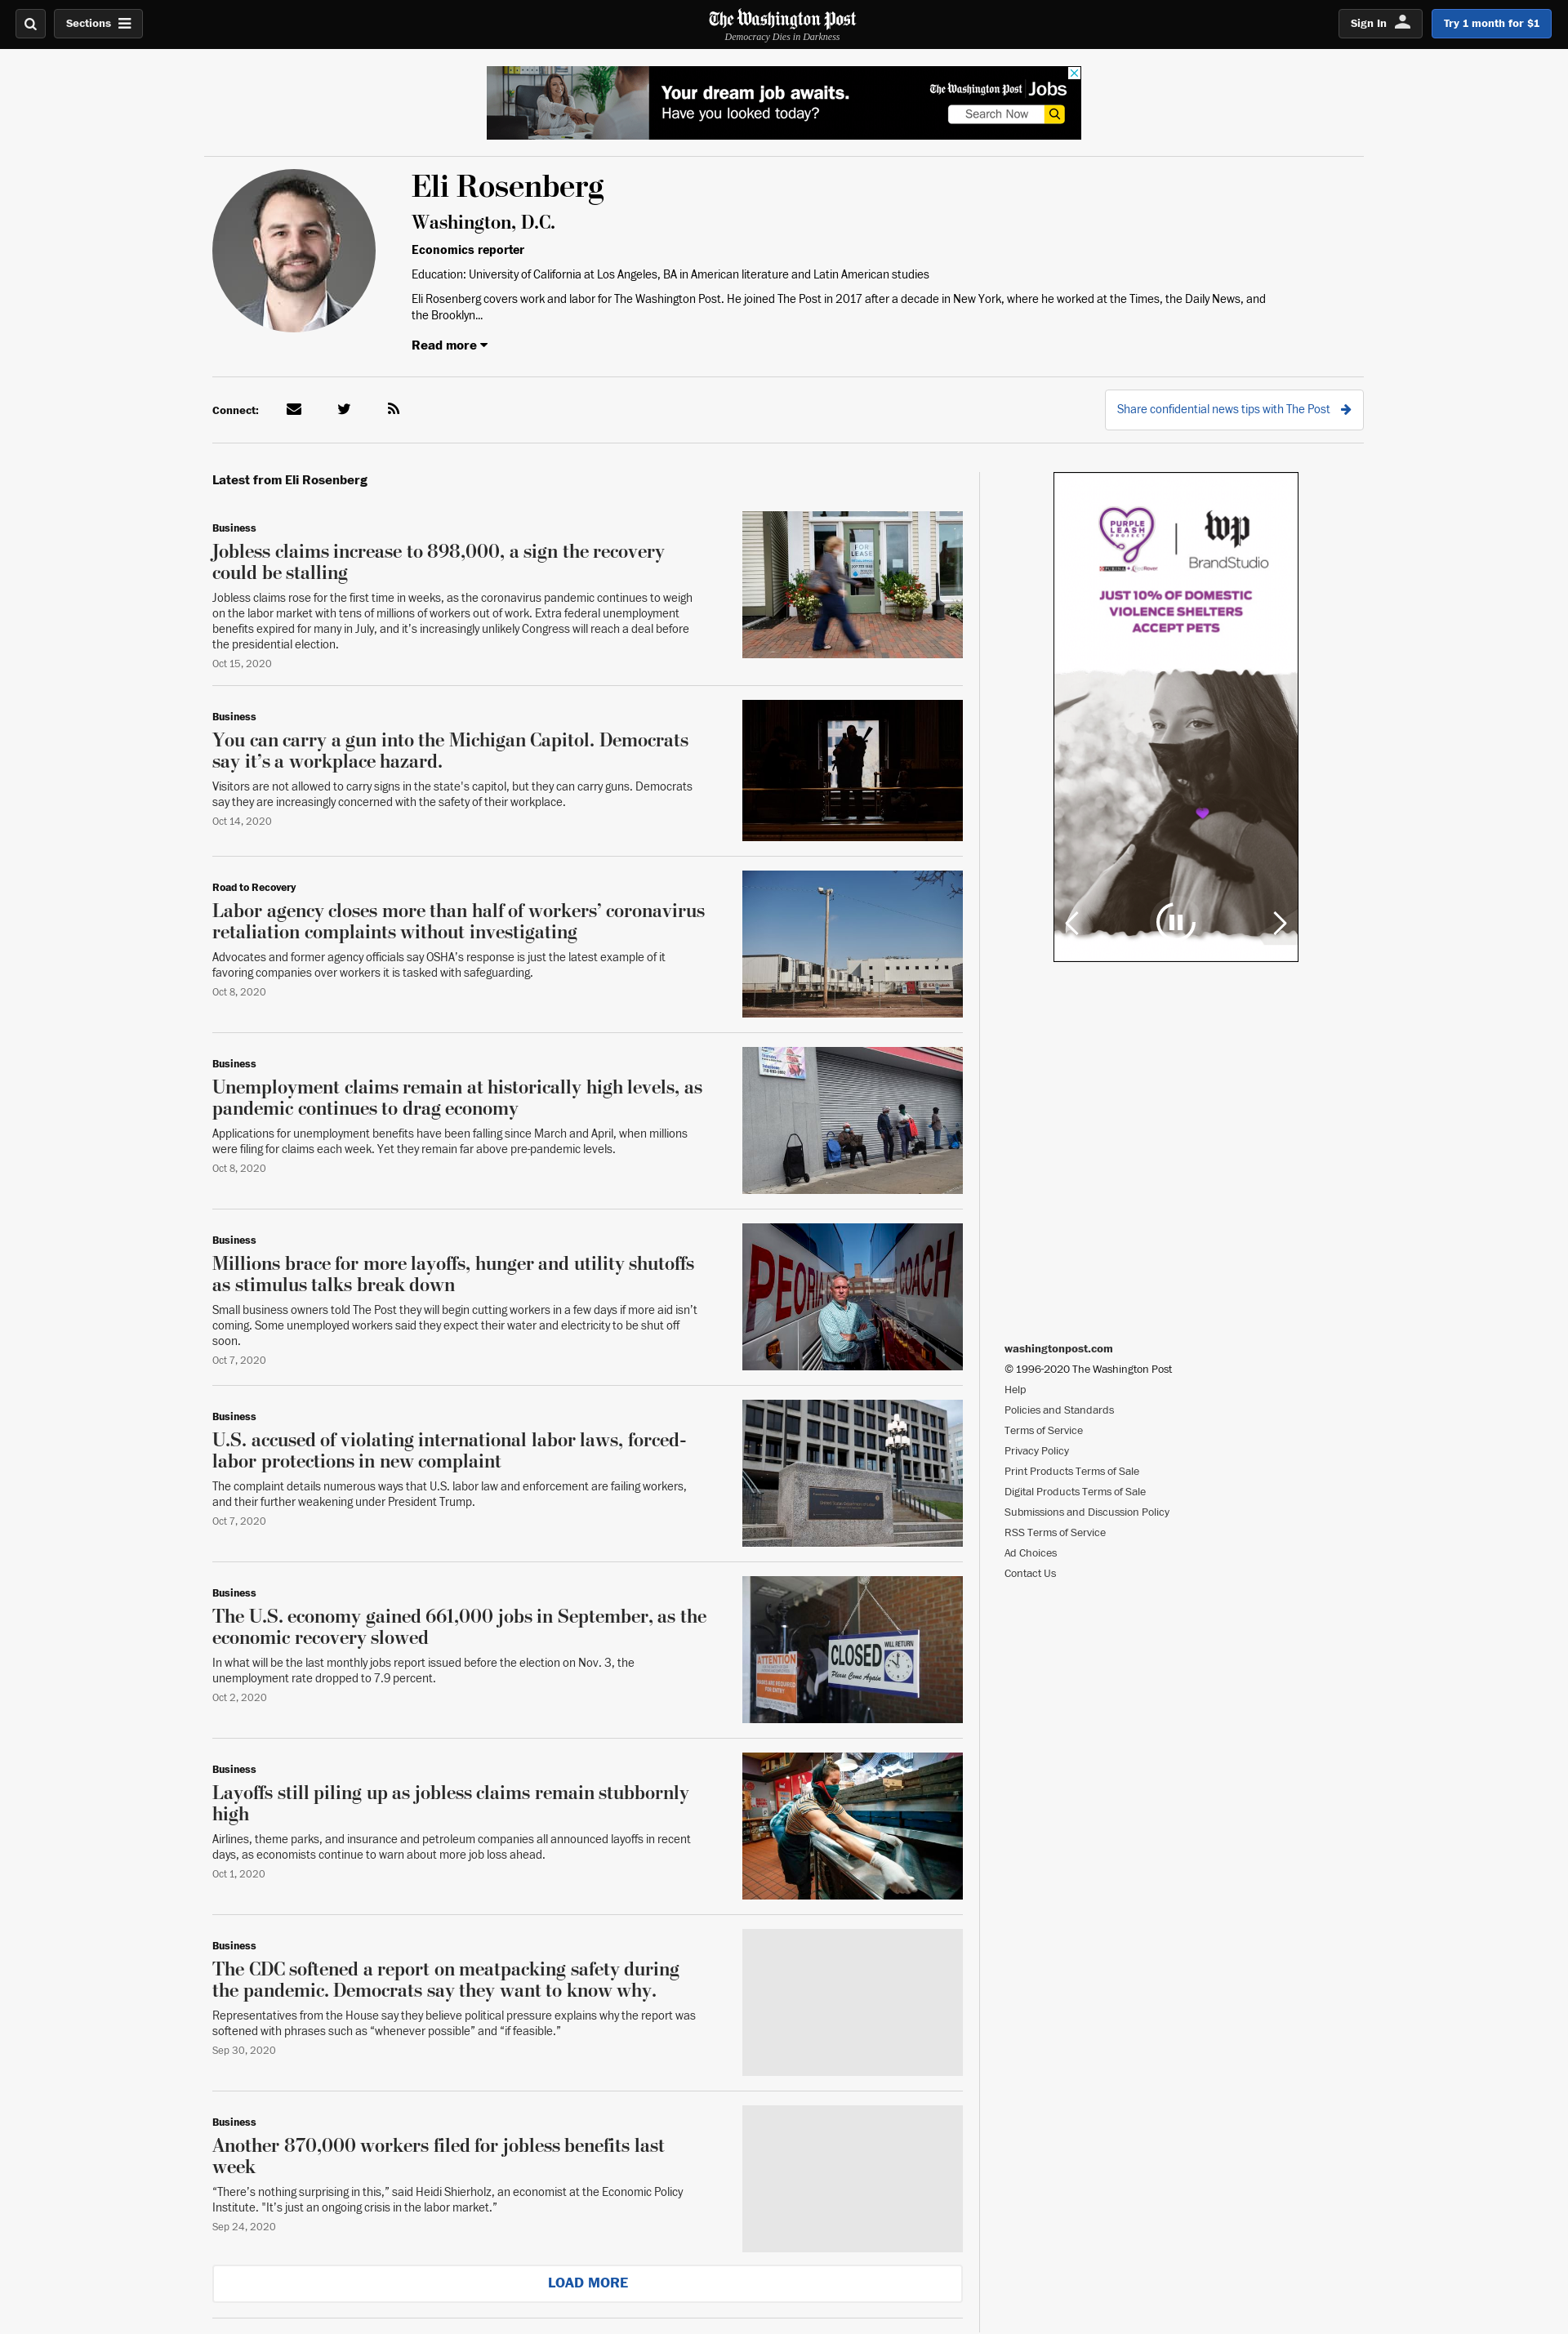 Sections
The Washington Post
Democracy Dies in Darkness
Sign In
Try 1 month for $1
Your dream job awaits.
Have you looked today?
The Washington Post Jobs
Search Now
Eli Rosenberg
Washington, D.C.
Economics reporter
Education: University of California at Los Angeles, BA in American literature and Latin American studies
Eli Rosenberg covers work and labor for The Washington Post. He joined The Post in 2017 after a decade in New York, where he worked at the Times, the Daily News, and
the Brooklyn...
Read more
Connect:
Share confidential news tips with The Post
Latest from Eli Rosenberg
Business
Jobless claims increase to 898,000, a sign the recovery
could be stalling
Jobless claims rose for the first time in weeks, as the coronavirus pandemic continues to weigh
on the labor market with tens of millions of workers out of work. Extra federal unemployment
benefits expired for many in July, and it’s increasingly unlikely Congress will reach a deal before
the presidential election.
Oct 15, 2020
FOR
LEASE
Business
You can carry a gun into the Michigan Capitol. Democrats
say it’s a workplace hazard.
Visitors are not allowed to carry signs in the state's capitol, but they can carry guns. Democrats
say they are increasingly concerned with the safety of their workplace.
Oct 14, 2020
Road to Recovery
Labor agency closes more than half of workers’ coronavirus
retaliation complaints without investigating
Advocates and former agency officials say OSHA’s response is just the latest example of it
favoring companies over workers it is tasked with safeguarding.
Oct 8, 2020
Business
Unemployment claims remain at historically high levels, as
pandemic continues to drag economy
Applications for unemployment benefits have been falling since March and April, when millions
were filing for claims each week. Yet they remain far above pre-pandemic levels.
Oct 8, 2020
Business
Millions brace for more layoffs, hunger and utility shutoffs
as stimulus talks break down
Small business owners told The Post they will begin cutting workers in a few days if more aid isn’t
coming. Some unemployed workers said they expect their water and electricity to be shut off
soon.
Oct 7, 2020
PEORIA COACH
Business
U.S. accused of violating international labor laws, forced-
labor protections in new complaint
The complaint details numerous ways that U.S. labor law and enforcement are failing workers,
and their further weakening under President Trump.
Oct 7, 2020
Business
The U.S. economy gained 661,000 jobs in September, as the
economic recovery slowed
In what will be the last monthly jobs report issued before the election on Nov. 3, the
unemployment rate dropped to 7.9 percent.
Oct 2, 2020
WILL RETURN
CLOSED
Please Come Again
ATTENTION
Business
Layoffs still piling up as jobless claims remain stubbornly
high
Airlines, theme parks, and insurance and petroleum companies all announced layoffs in recent
days, as economists continue to warn about more job loss ahead.
Oct 1, 2020
Business
The CDC softened a report on meatpacking safety during
the pandemic. Democrats say they want to know why.
Representatives from the House say they believe political pressure explains why the report was
softened with phrases such as “whenever possible” and “if feasible.”
Sep 30, 2020
Business
Another 870,000 workers filed for jobless benefits last
week
“There’s nothing surprising in this,” said Heidi Shierholz, an economist at the Economic Policy
Institute. "It’s just an ongoing crisis in the labor market.”
Sep 24, 2020
LOAD MORE
PURPLE
LEASH
PROJECT
wp
BrandStudio
JUST 10% OF DOMESTIC
VIOLENCE SHELTERS
ACCEPT PETS
washingtonpost.com
© 1996-2020 The Washington Post
Help
Policies and Standards
Terms of Service
Privacy Policy
Print Products Terms of Sale
Digital Products Terms of Sale
Submissions and Discussion Policy
RSS Terms of Service
Ad Choices
Contact Us